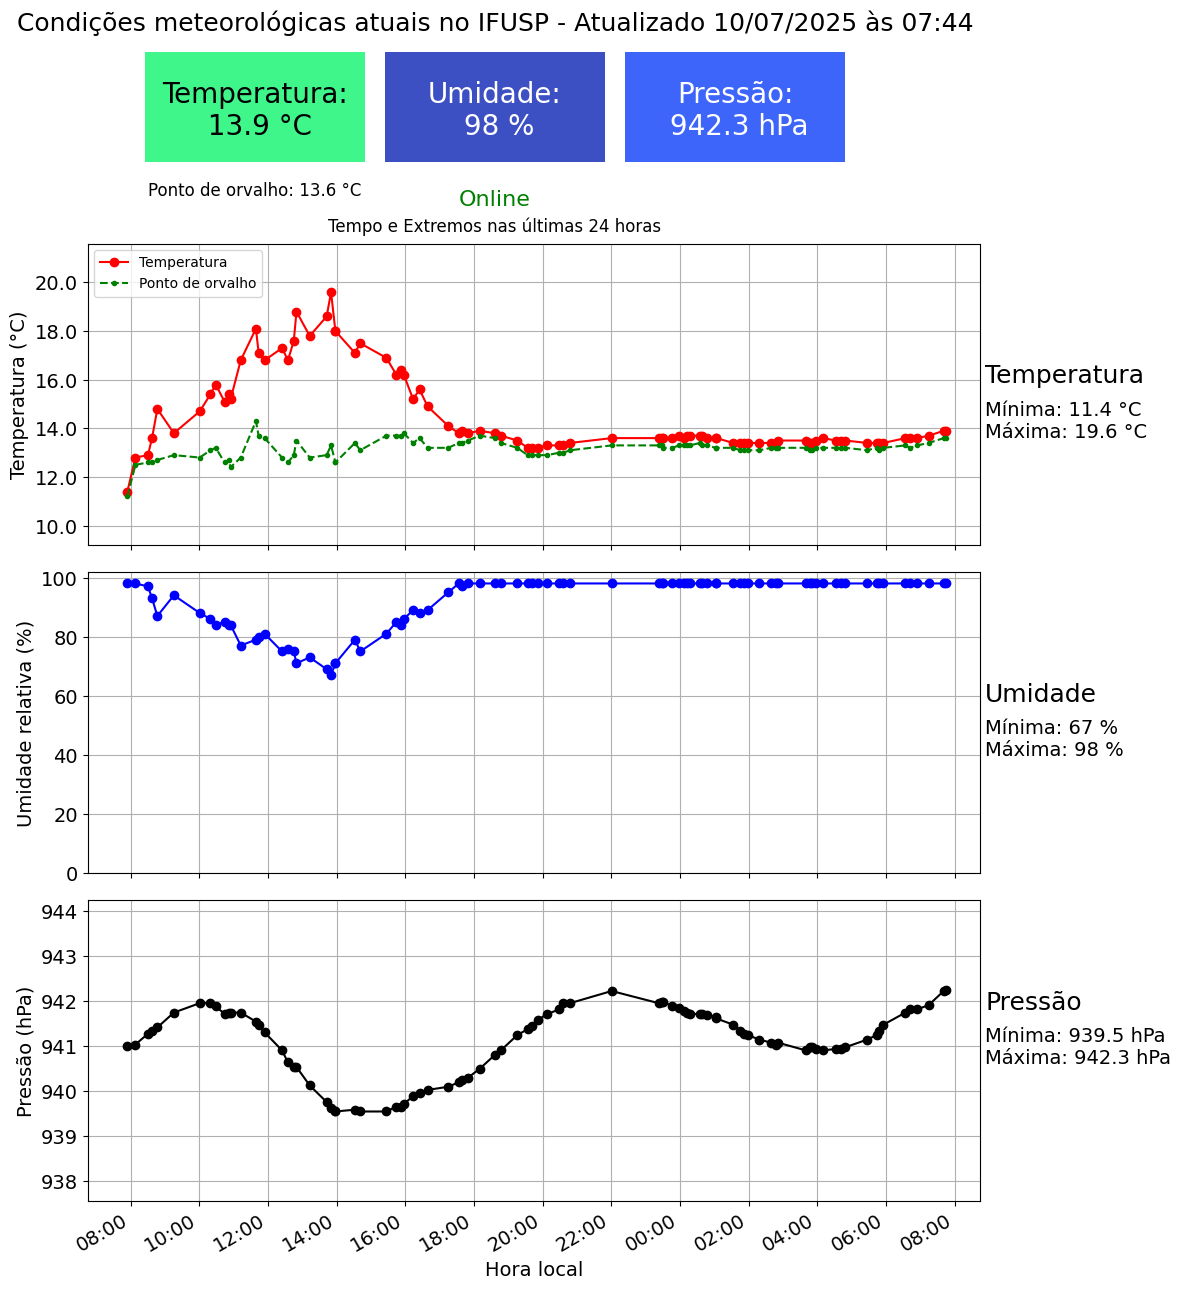 Condições meteorológicas atuais no IFUSP - Atualizado 10/07/2025 às 07:44
Temperatura:
13.9 °C
Umidade:
98 %
Pressão:
942.3 hPa
Ponto de orvalho: 13.6 °C
Online
Tempo e Extremos nas últimas 24 horas
Temperatura
Ponto de orvalho
Temperatura (°C)
20.0
18.0
16.0
14.0
12.0
10.0
Temperatura
Mínima: 11.4 °C
Máxima: 19.6 °C
Umidade relativa (%)
100
80
60
40
20
0
Umidade
Mínima: 67 %
Máxima: 98 %
Pressão (hPa)
944
943
942
941
940
939
938
Pressão
Mínima: 939.5 hPa
Máxima: 942.3 hPa
08:00
10:00
12:00
14:00
16:00
18:00
20:00
22:00
00:00
02:00
04:00
06:00
08:00
Hora local